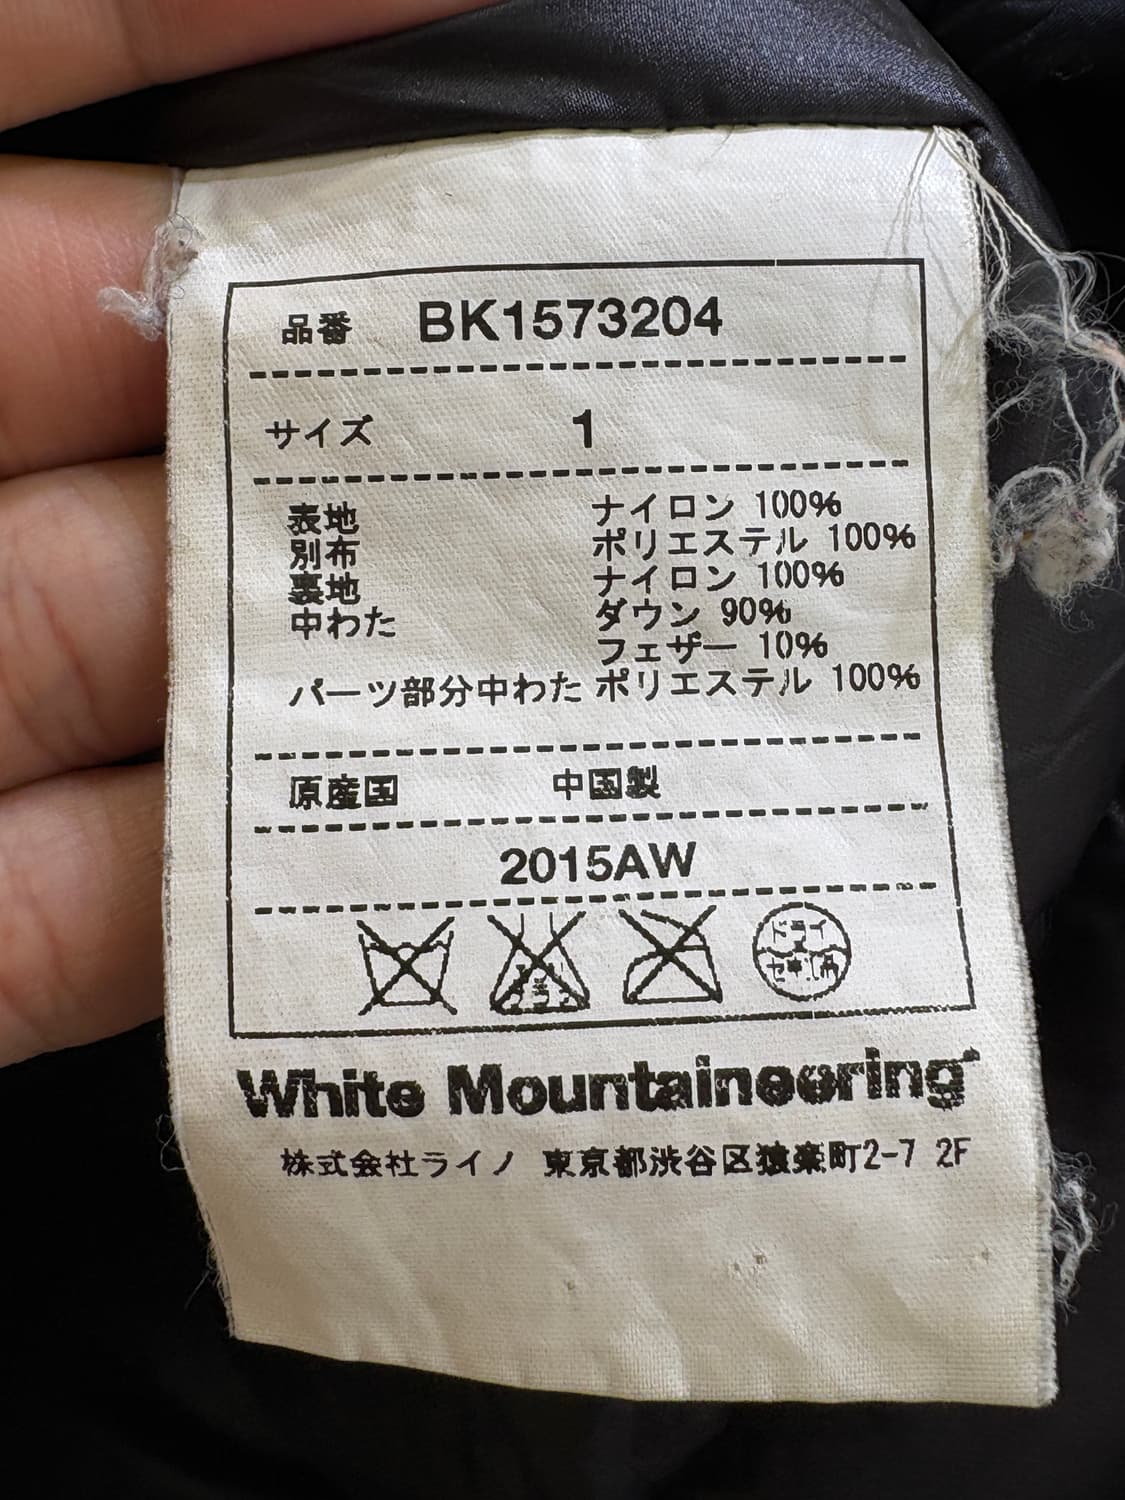 品番 BK1573204
サイズ 1
表地 ナイロン 100%
別布 ポリエステル 100%
裏地 ナイロン 100%
中わた ダウン 90%
フェザー 10%
パーツ部分中わた ポリエステル 100%
原産国 中国製
2015AW
ドライ
White Mountaineering
株式会社ライノ 東京都渋谷区猿楽町2-7 2F